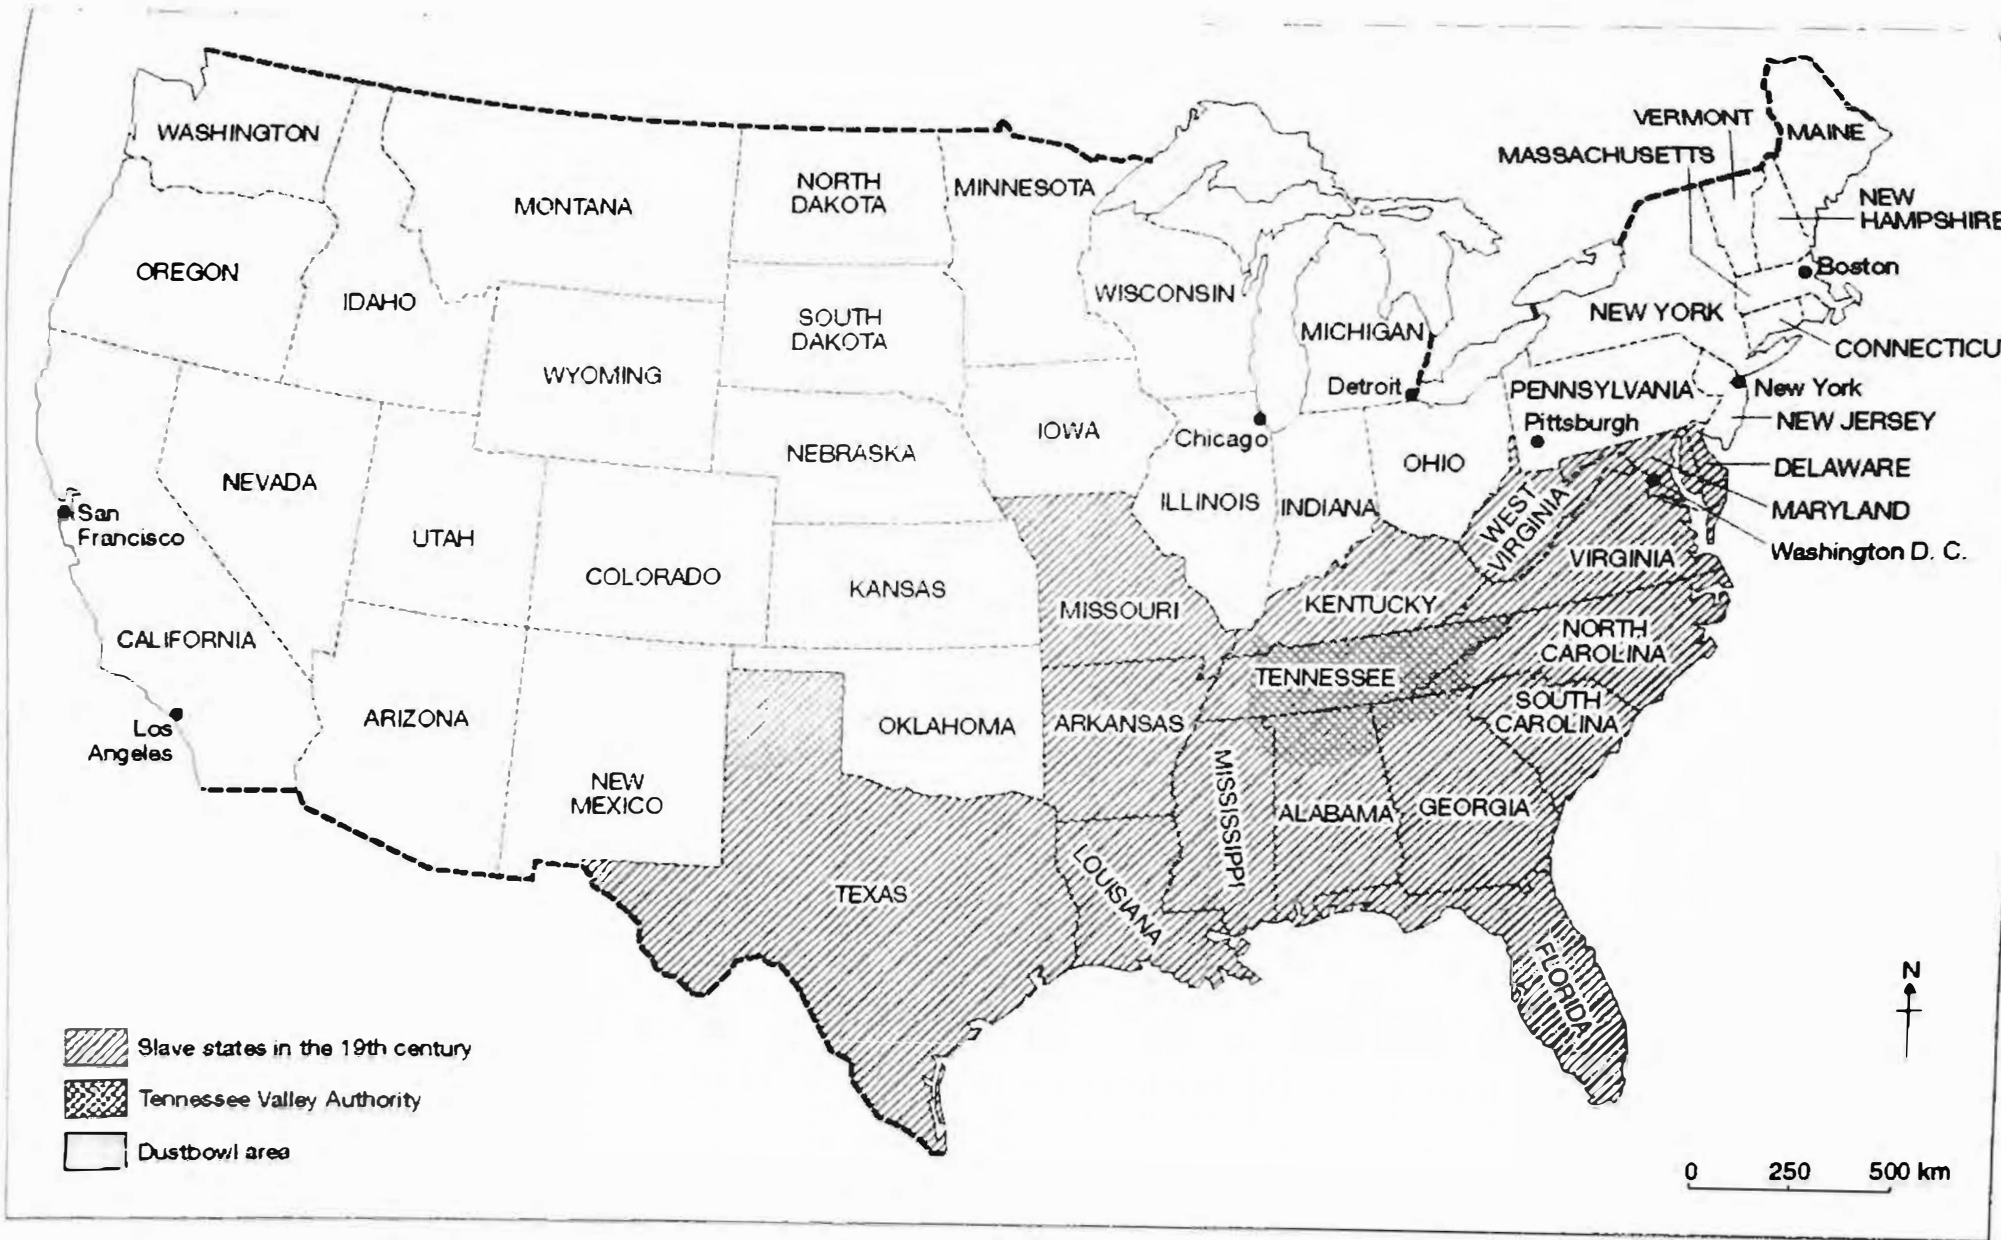 VERMONT
MAINE
WASHINGTON
MASSACHUSETTS
NORTH
DAKOTA
MINNESOTA
MONTANA
NEW
HAMPSHIRE
OREGON
Boston
IDAHO
WISCONSIN
SOUTH
DAKOTA
NEW YORK
MICHIGAN
CONNECTICU
WYOMING
Detroit
PENNSYLVANIA
New York
Pittsburgh
NEW JERSEY
IOWA
Chicago
NEBRASKA
OHIO
DELAWARE
NEVADA
ILLINOIS
INDIANA
WEST
VIRGINIA
MARYLAND
San
Francisco
UTAH
Washington D. C.
VIRGINIA
COLORADO
KANSAS
MISSOURI
KENTUCKY
CALIFORNIA
NORTH
CAROLINA
TENNESSEE
ARIZONA
OKLAHOMA
ARKANSAS
SOUTH
CAROLINA
Los
Angeles
NEW
MEXICO
MISSISSIPPI
ALABAMA
GEORGIA
TEXAS
LOUISIANA
FLORIDA
N
Slave states in the 19th century
Tennessee Valley Authority
Dustbowl area
0 250 500 km